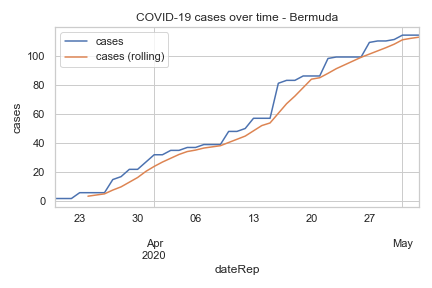 COVID-19 cases over time - Bermuda
cases
cases (rolling)
cases
100
80
60
40
20
0
23 30 06 13 20 27
Apr May
2020
dateRep